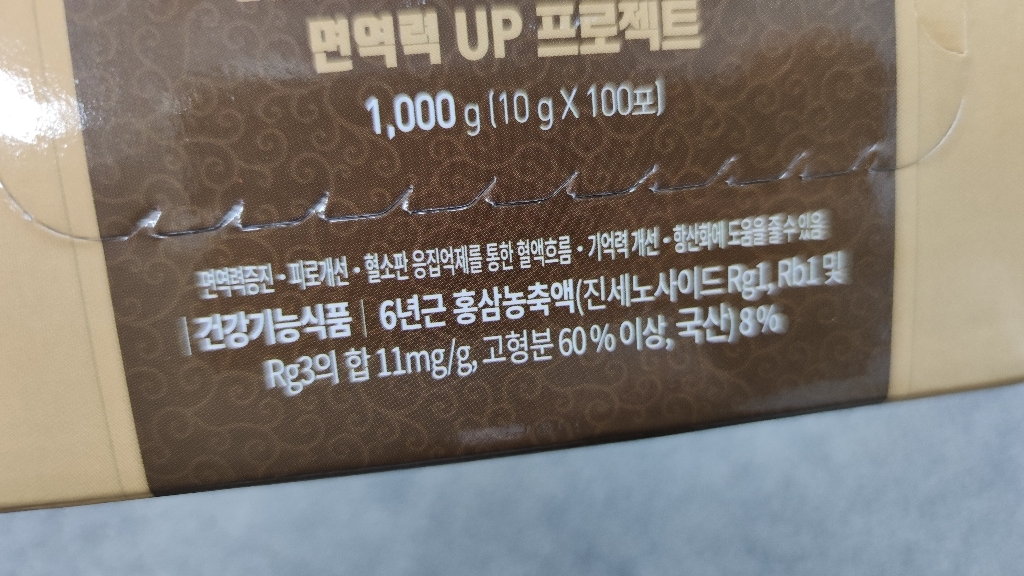 면역력 UP 프로젝트
1,000 g (10 g X 100포)
면역력증진 · 피로개선 · 혈소판 응집억제를 통한 혈액흐름 · 기억력 개선 · 항산화에 도움을 줄 수 있음
| 건강기능식품 | 6년근 홍삼농축액(진세노사이드 Rg1, Rb1 및
Rg3의 합 11mg/g, 고형분 60 % 이상, 국산) 8 %